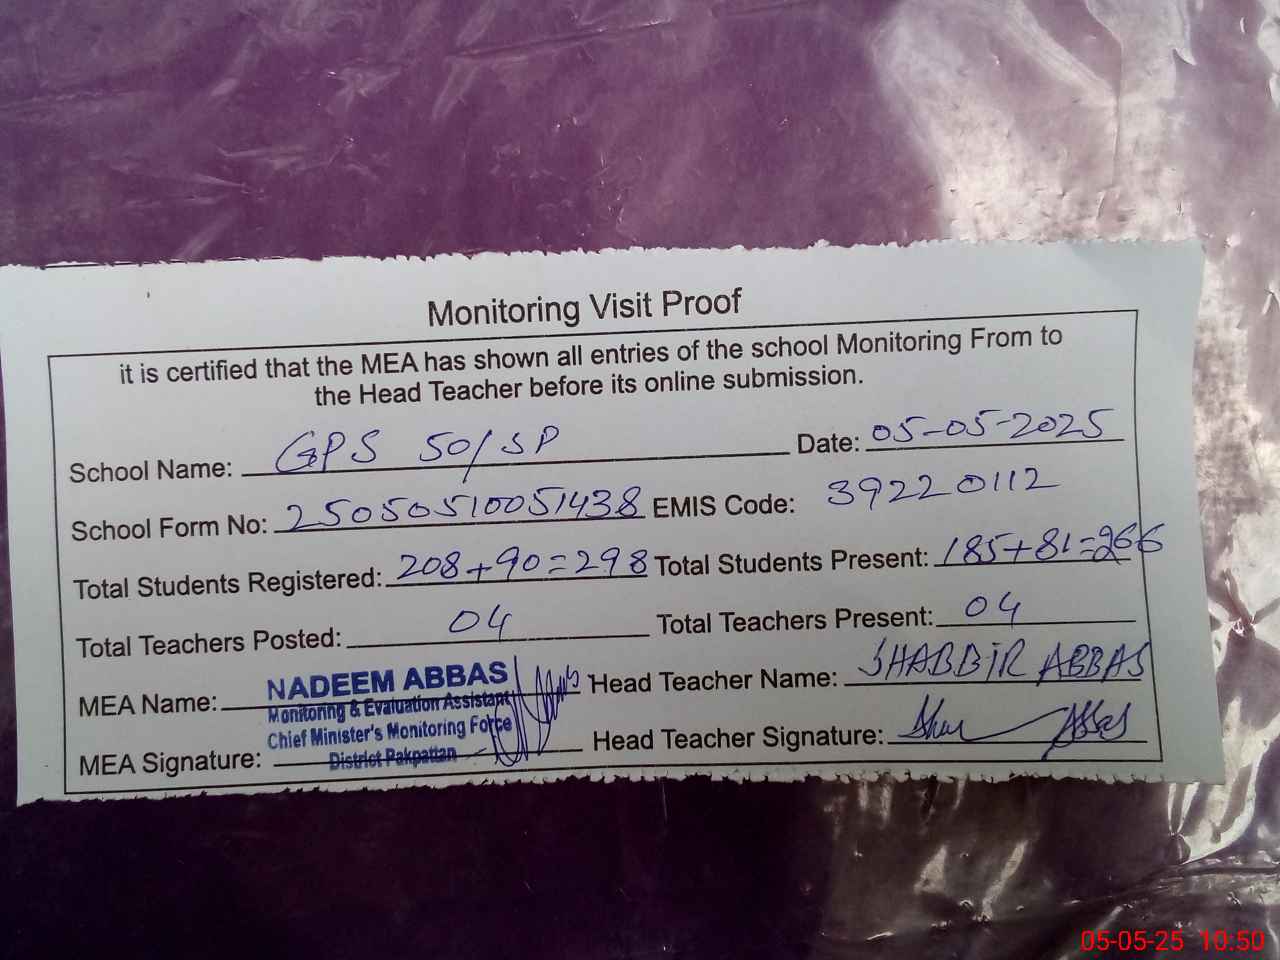 Monitoring Visit Proof
it is certified that the MEA has shown all entries of the school Monitoring From to
the Head Teacher before its online submission.
School Name: GPS 50/SP Date: 05-05-2025
School Form No: 25050510051438 EMIS Code: 39220112
Total Students Registered: 208+90=298 Total Students Present: 185+81=266
Total Teachers Posted: 04 Total Teachers Present: 04
MEA Name: NADEEM ABBAS Head Teacher Name: SHABBIR ABBAS
Monitoring & Evaluation Assistant
Chief Minister's Monitoring Force
MEA Signature: District Pakpattan Head Teacher Signature:
05-05-25 10:50